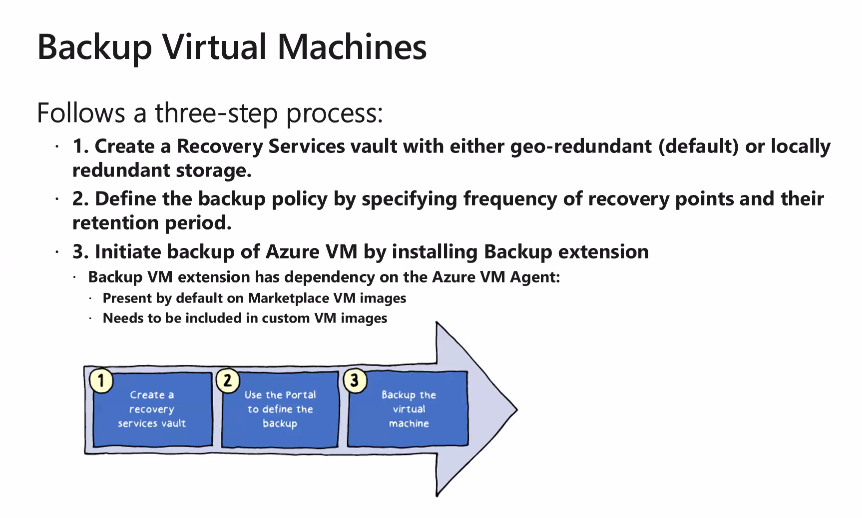 Backup Virtual Machines
Follows a three-step process:
· 1. Create a Recovery Services vault with either geo-redundant (default) or locally
redundant storage.
· 2. Define the backup policy by specifying frequency of recovery points and their
retention period.
· 3. Initiate backup of Azure VM by installing Backup extension
· Backup VM extension has dependency on the Azure VM Agent:
· Present by default on Marketplace VM images
· Needs to be included in custom VM images
1
Create a
recovery
services vault
2
Use the Portal
to define the
backup
3
Backup the
virtual
machine